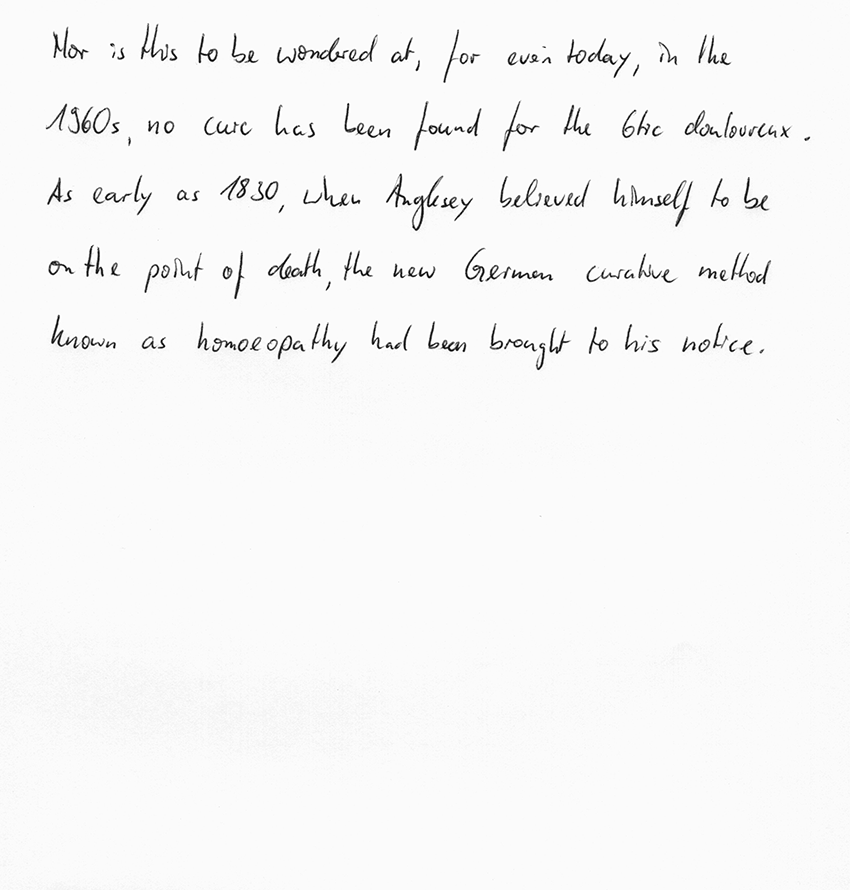 Nor is this to be wondered at, for even today, in the
1960s, no cure has been found for the tic douloureux.
As early as 1830, when Anglesey believed himself to be
on the point of death, the new German curative method
known as homoeopathy had been brought to his notice.